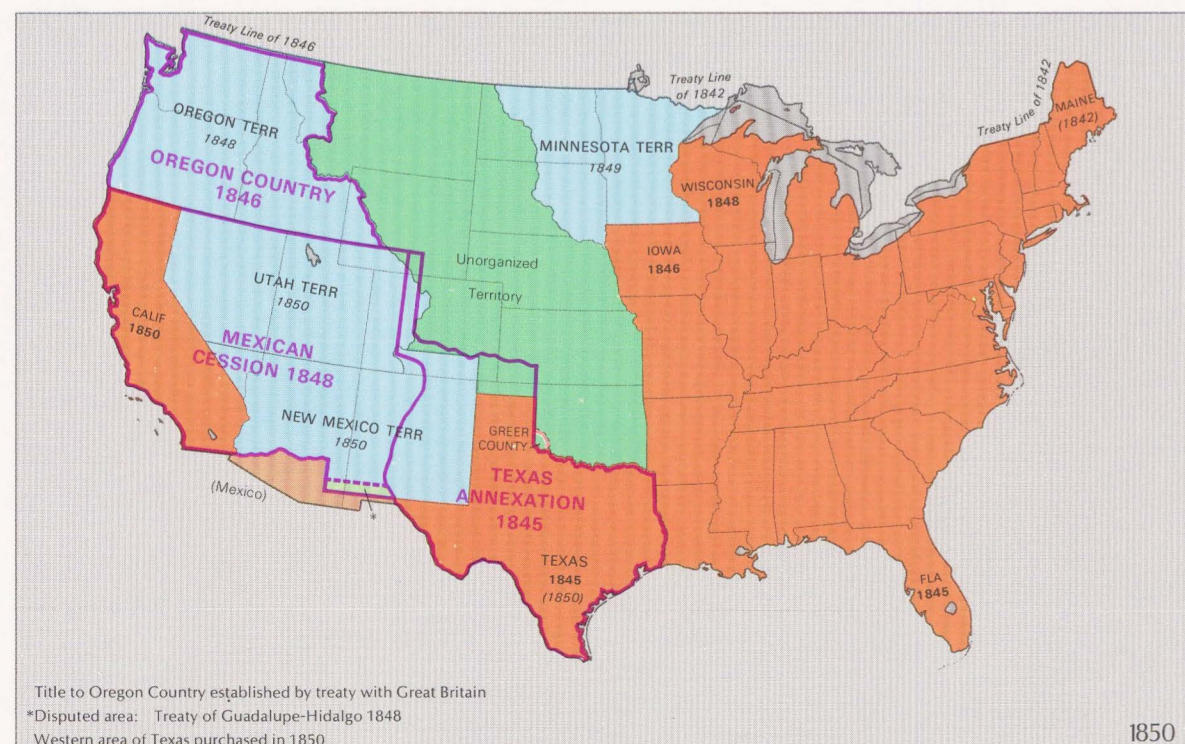 Treaty Line of 1846
Treaty Line
of 1842
Treaty Line of 1842
MAINE
(1842)
OREGON TERR
1848
OREGON COUNTRY
1846
MINNESOTA TERR
1849
WISCONSIN
1848
IOWA
1846
Unorganized
Territory
UTAH TERR
1850
CALIF
1850
MEXICAN
CESSION 1848
NEW MEXICO TERR
1850
GREER
COUNTY
(Mexico)
*
TEXAS
ANNEXATION
1845
TEXAS
1845
(1850)
FLA
1845
Title to Oregon Country established by treaty with Great Britain
*Disputed area: Treaty of Guadalupe-Hidalgo 1848
Western area of Texas purchased in 1850
1850